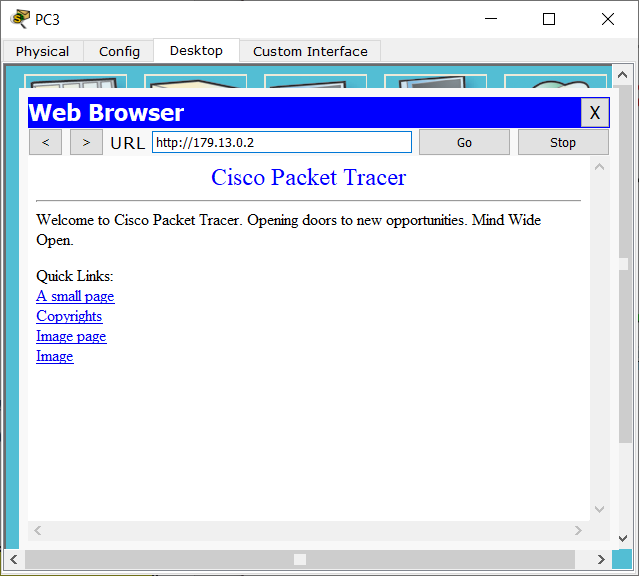 PC3
Physical Config Desktop Custom Interface
Web Browser X
< > URL http://179.13.0.2 Go Stop
Cisco Packet Tracer
Welcome to Cisco Packet Tracer. Opening doors to new opportunities. Mind Wide
Open.
Quick Links:
A small page
Copyrights
Image page
Image